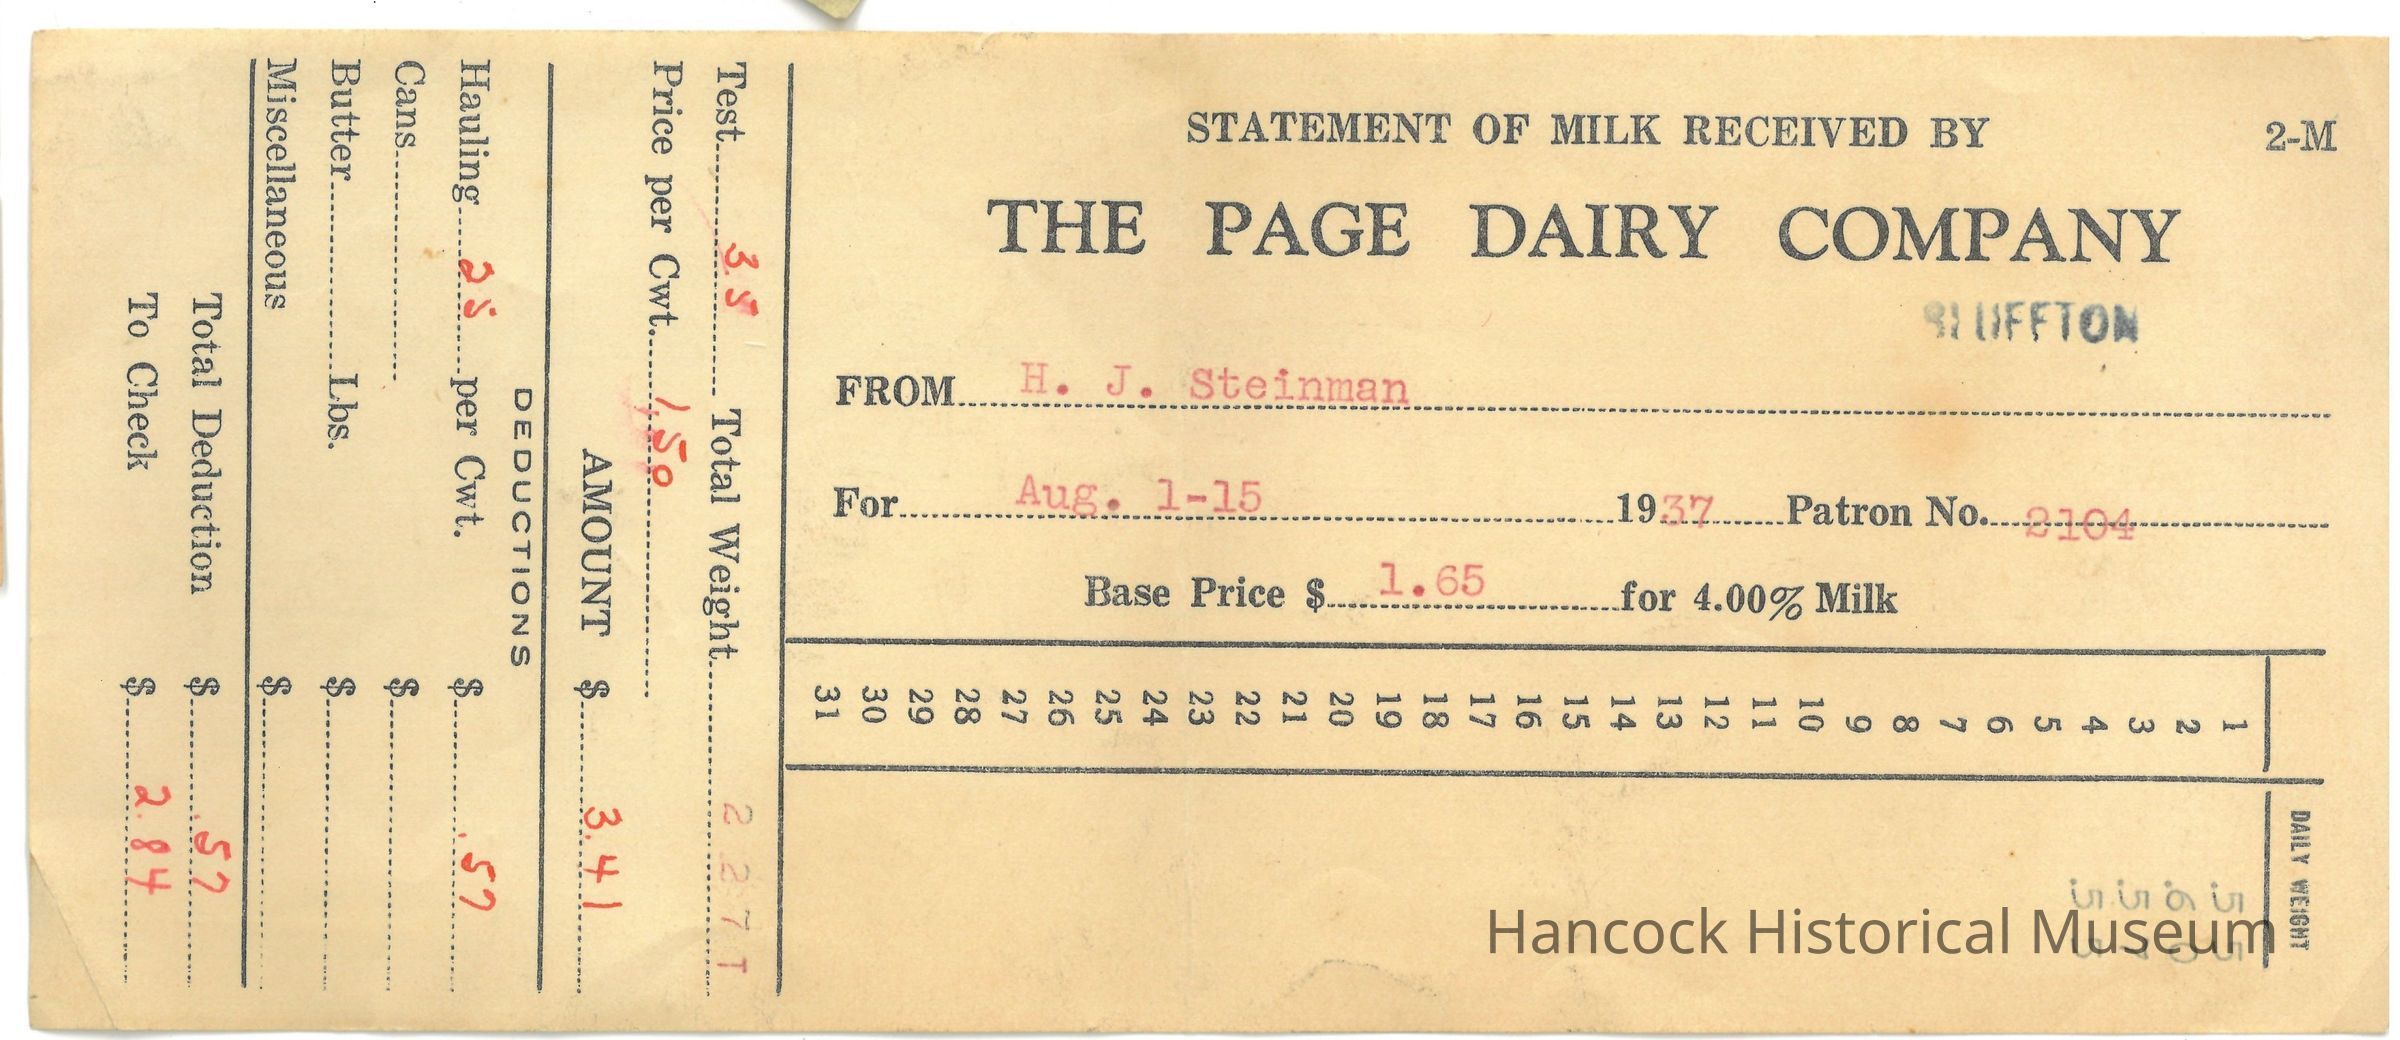 STATEMENT OF MILK RECEIVED BY 2-M
THE PAGE DAIRY COMPANY
BLUFFTON
FROM H. J. Steinman
For Aug. 1-15 1937 Patron No. 2104
Base Price $ 1.65 for 4.00% Milk
DAILY WEIGHT
1
2
3
4
5
6
7
8
9
10
11
12
13
14
15
16
17
18
19
20
21
22
23
24
25
26
27
28
29
30
31
Test 35 Total Weight 227T
Price per Cwt. 1.50
AMOUNT $ 3.41
DEDUCTIONS
Hauling 25 per Cwt. $ .57
Cans $
Butter Lbs. $
Miscellaneous $
Total Deduction $ .57
To Check $ 2.84
Hancock Historical Museum